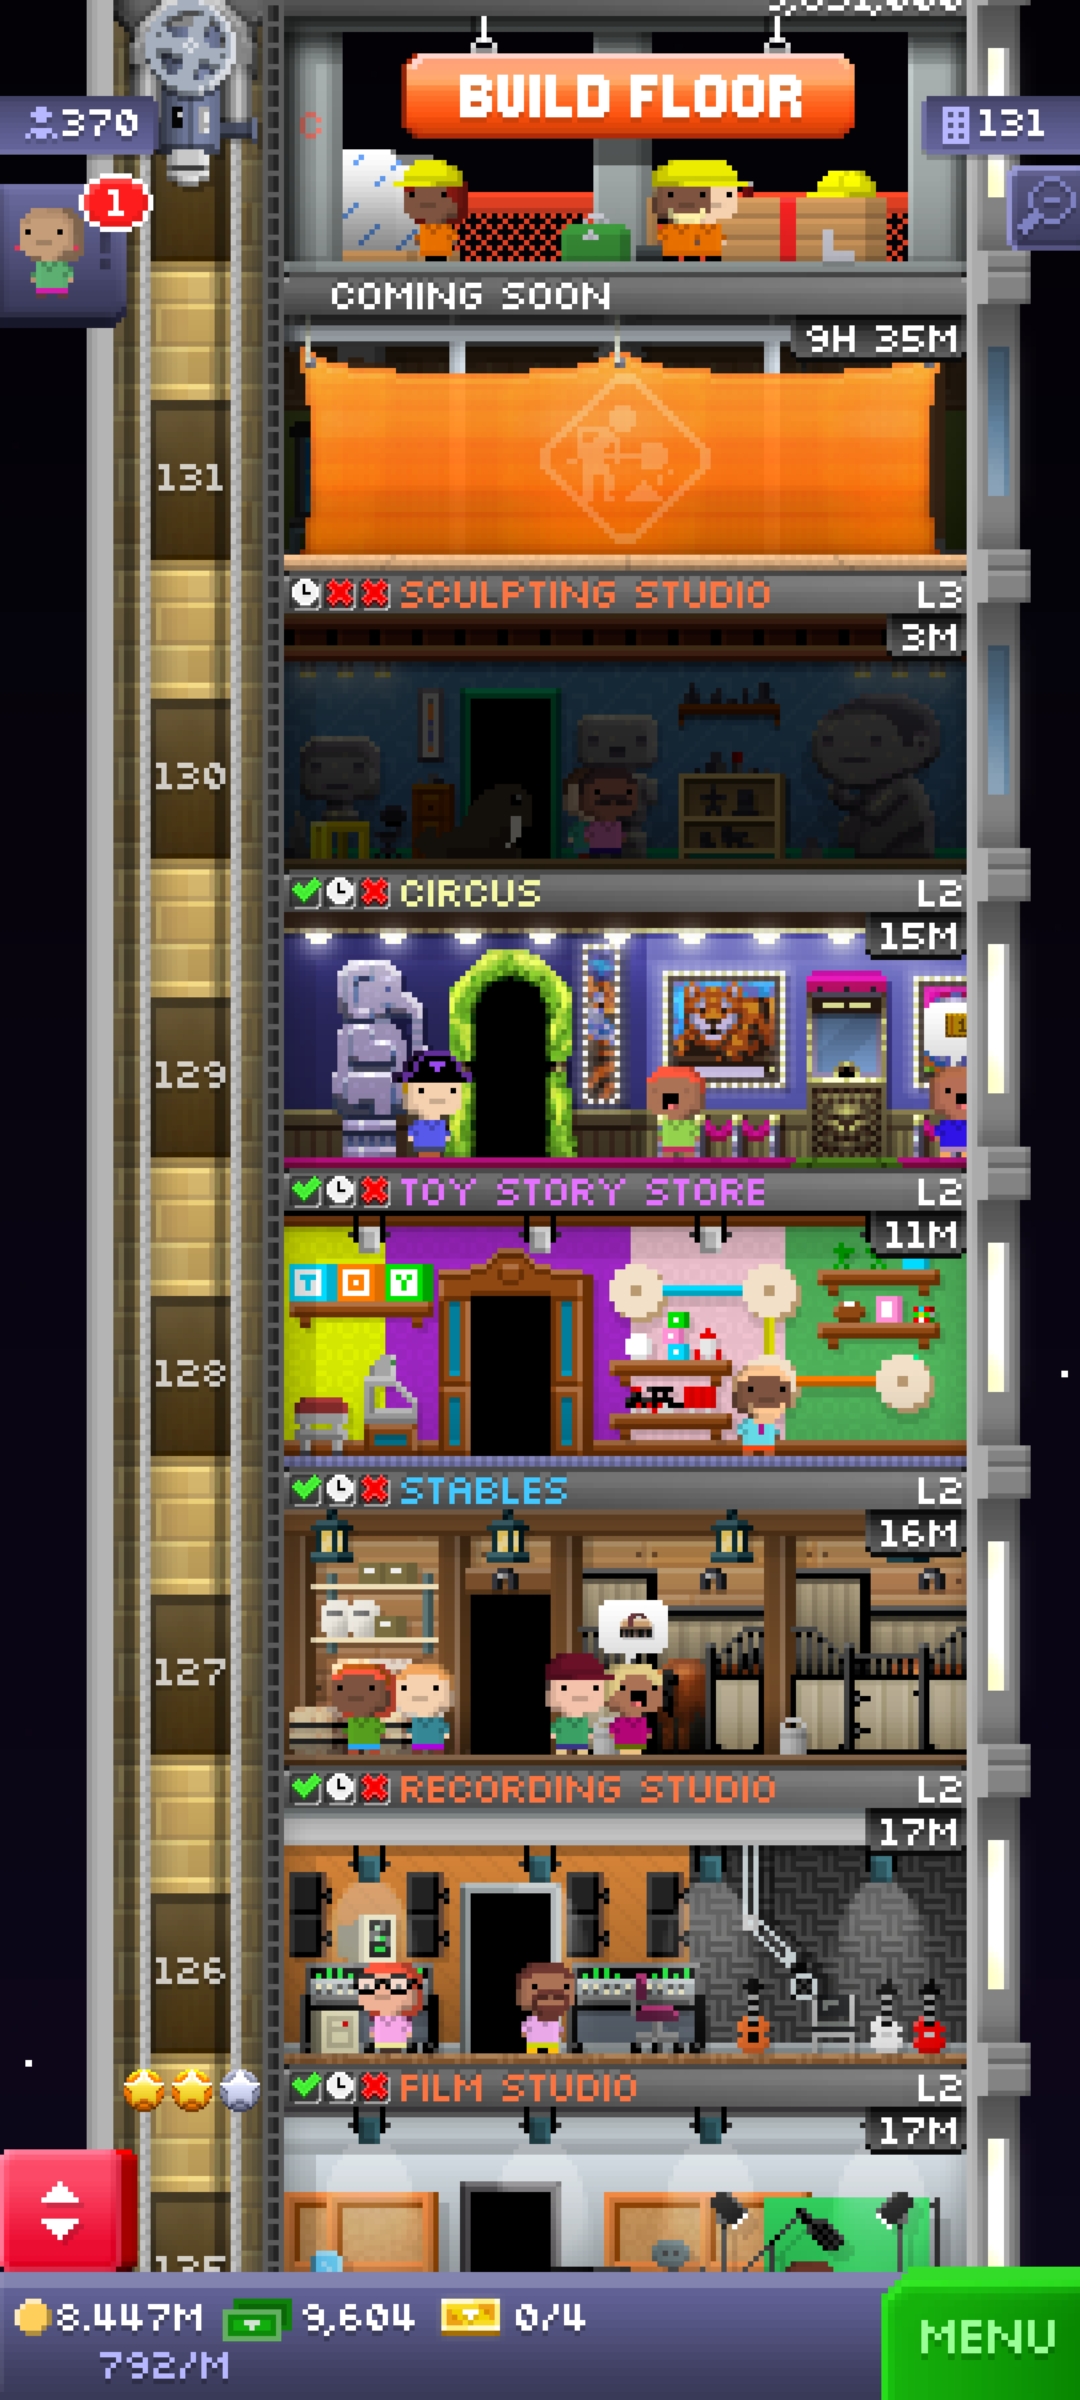 BUILD FLOOR
370
131
1
COMING SOON
9H 35M
131
SCULPTING STUDIO L3
3M
130
CIRCUS L2
15M
129
TOY STORY STORE L2
11M
TOY
128
STABLES L2
16M
127
RECORDING STUDIO L2
17M
126
FILM STUDIO L2
17M
8.447M 9,604 0/4
792/M
MENU